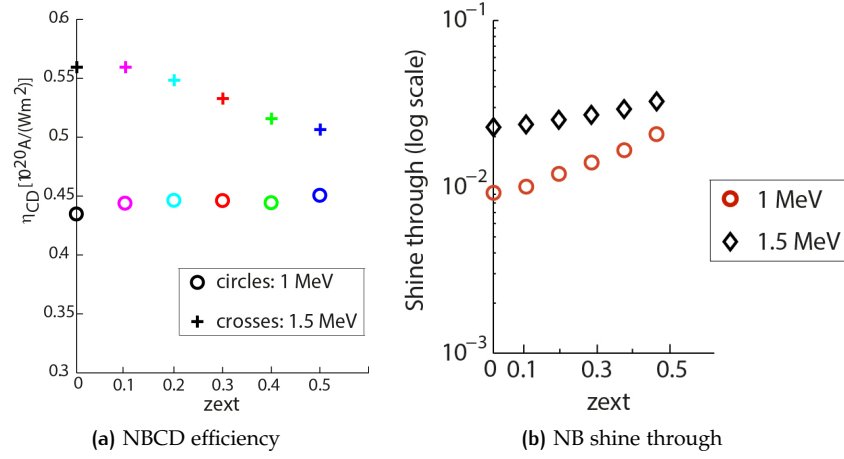 0.6
0.55
0.5
0.45
0.4
0.35
0.3
η_CD [10^20 A/(Wm^2)]
0 0.1 0.2 0.3 0.4 0.5
zext
circles: 1 MeV
crosses: 1.5 MeV
(a) NBCD efficiency
10^-1
10^-2
10^-3
Shine through (log scale)
0 0.1 0.3 0.5
zext
1 MeV
1.5 MeV
(b) NB shine through